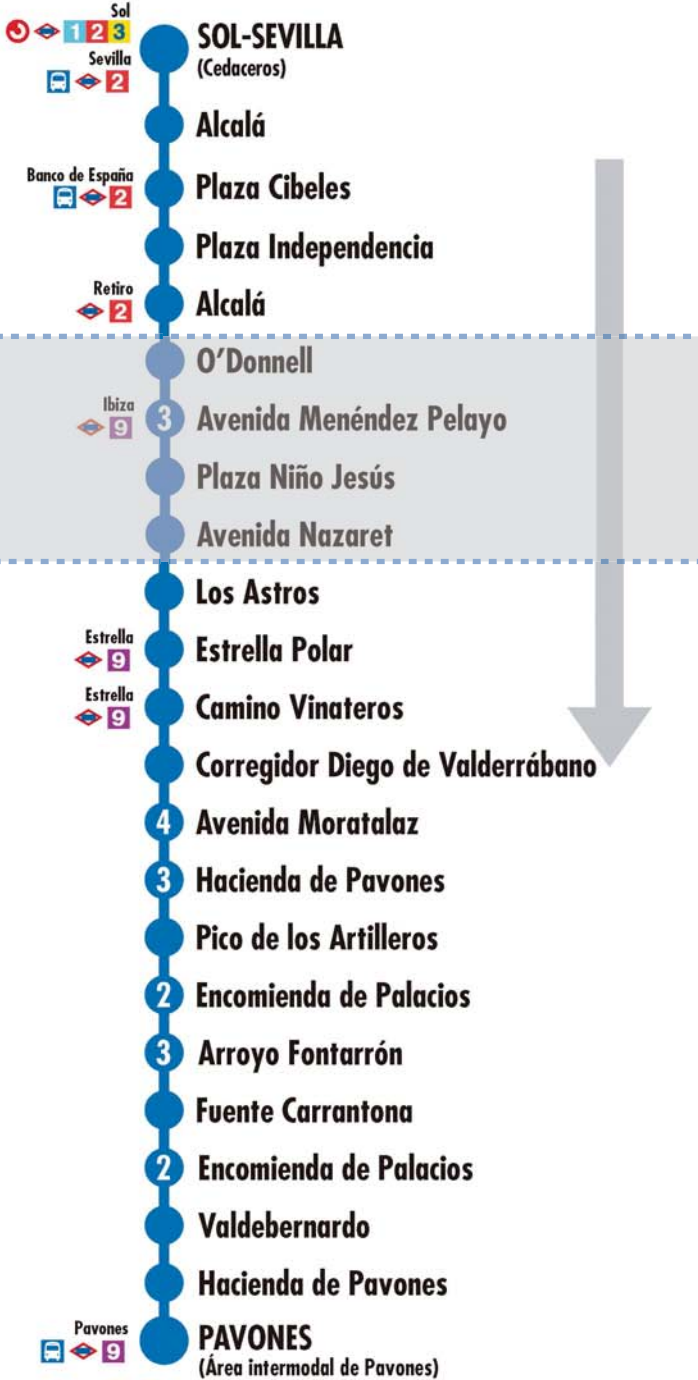 Sol
1 2 3
SOL-SEVILLA
(Cedaceros)
Sevilla
2
Alcalá
Banco de España
2
Plaza Cibeles
Plaza Independencia
Retiro
2
Alcalá
O'Donnell
Ibiza
9
3 Avenida Menéndez Pelayo
Plaza Niño Jesús
Avenida Nazaret
Los Astros
Estrella
9
Estrella Polar
Estrella
9
Camino Vinateros
Corregidor Diego de Valderrábano
4 Avenida Moratalaz
3 Hacienda de Pavones
Pico de los Artilleros
2 Encomienda de Palacios
3 Arroyo Fontarrón
Fuente Carrantona
2 Encomienda de Palacios
Valdebernardo
Hacienda de Pavones
Pavones
9
PAVONES
(Área intermodal de Pavones)